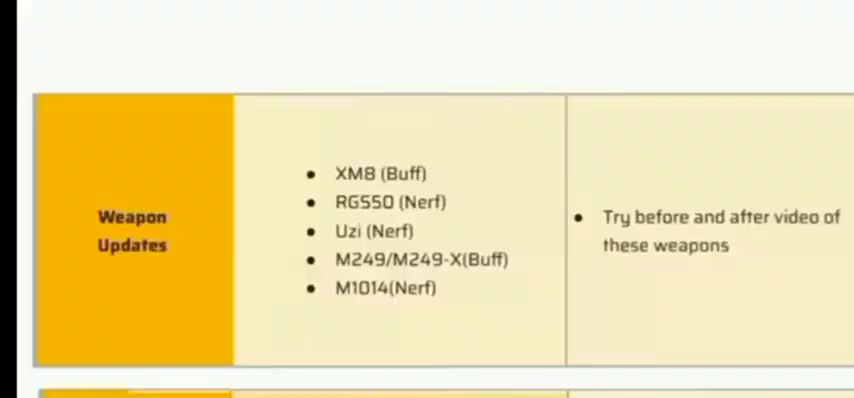 Weapon
Updates
● XM8 (Buff)
● RGS50 (Nerf)
● Uzi (Nerf)
● M249/M249-X(Buff)
● M1014(Nerf)
● Try before and after video of
these weapons